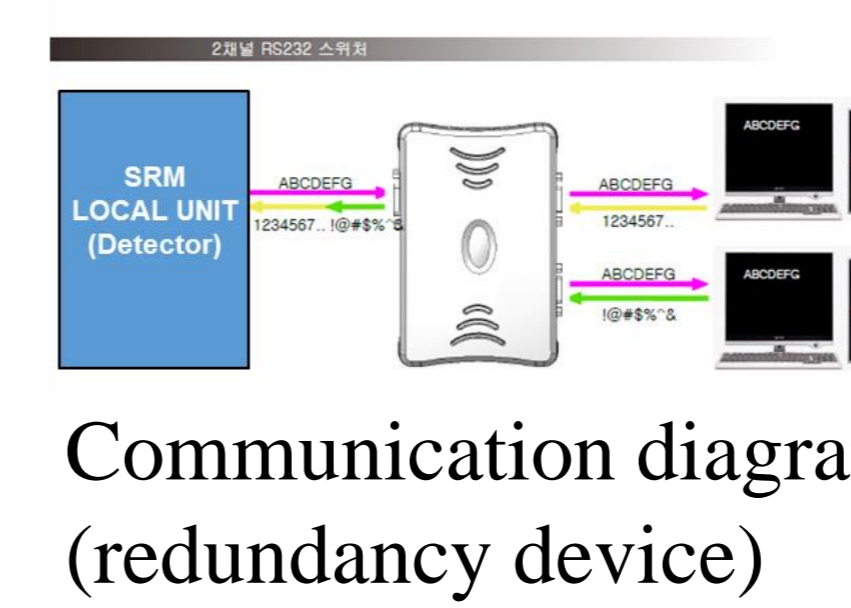 2채널 RS232 스위처
SRM
LOCAL UNIT
(Detector)
ABCDEFG
1234567.. !@#$%^&
ABCDEFG
1234567..
ABCDEFG
!@#$%^&
ABCDEFG
ABCDEFG
Communication diagra
(redundancy device)